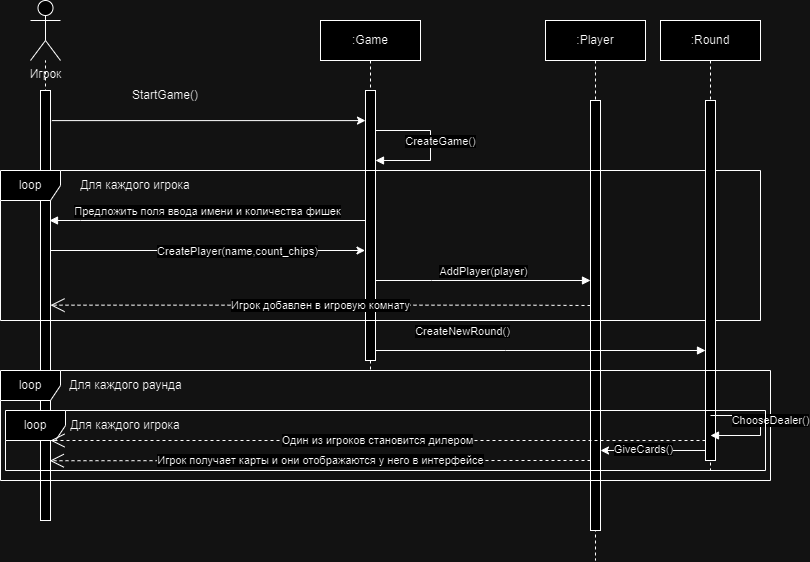 :Game
:Player
:Round
Игрок
StartGame()
CreateGame()
loop
Для каждого игрока
Предложить поля ввода имени и количества фишек
CreatePlayer(name,count_chips)
AddPlayer(player)
Игрок добавлен в игровую комнату
CreateNewRound()
loop
Для каждого раунда
loop
Для каждого игрока
ChooseDealer()
Один из игроков становится дилером
GiveCards()
Игрок получает карты и они отображаются у него в интерфейсе